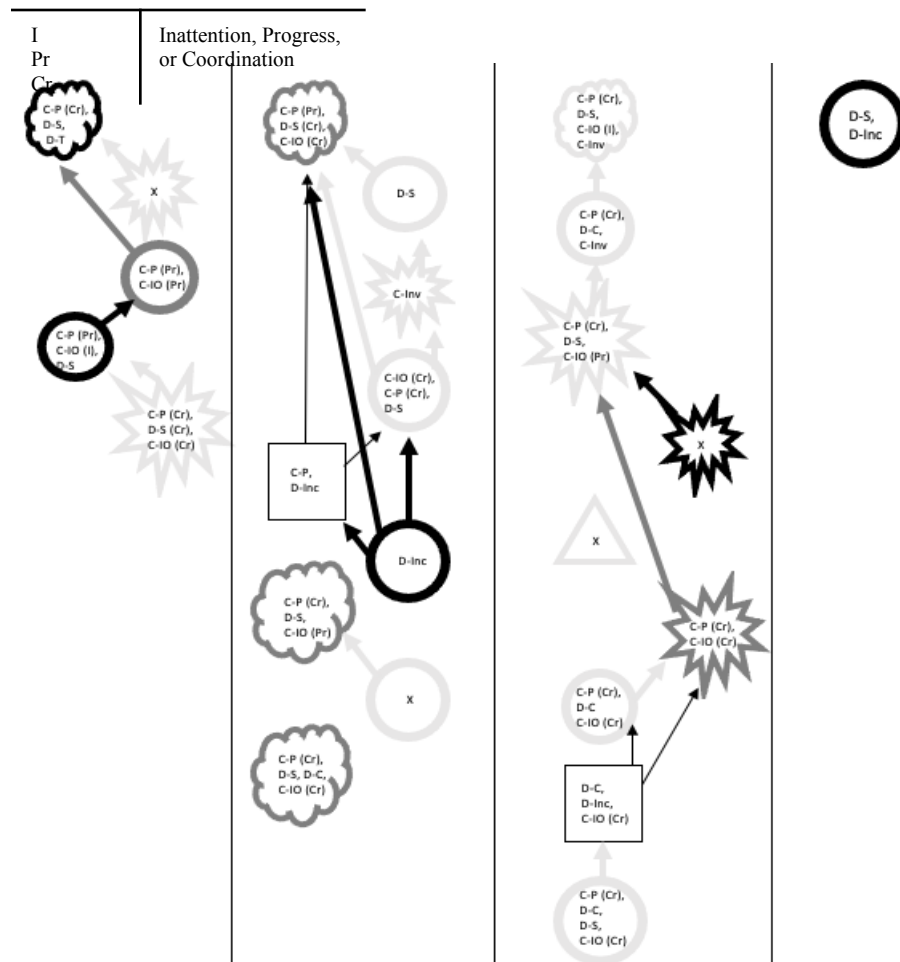 I
Pr
Cr
Inattention, Progress,
or Coordination
C-P (Cr),
D-S,
D-T
X
C-P (Pr),
C-IO (Pr)
C-P (Pr),
C-IO (I),
D-S
C-P (Cr),
D-S (Cr),
C-IO (Cr)
C-P (Pr),
D-S (Cr),
C-IO (Cr)
D-S
C-Inv
C-IO (Cr),
C-P (Cr),
D-S
C-P,
D-Inc
D-Inc
C-P (Cr),
D-S,
C-IO (Pr)
X
C-P (Cr),
D-S, D-C,
C-IO (Cr)
C-P (Cr),
D-S,
C-IO (I),
C-Inv
C-P (Cr),
D-C,
C-Inv
C-P (Cr),
D-S,
C-IO (Pr)
X
X
C-P (Cr),
C-IO (Cr)
C-P (Cr),
D-C
C-IO (Cr)
D-C,
D-Inc,
C-IO (Cr)
C-P (Cr),
D-C,
D-S,
C-IO (Cr)
D-S,
D-Inc